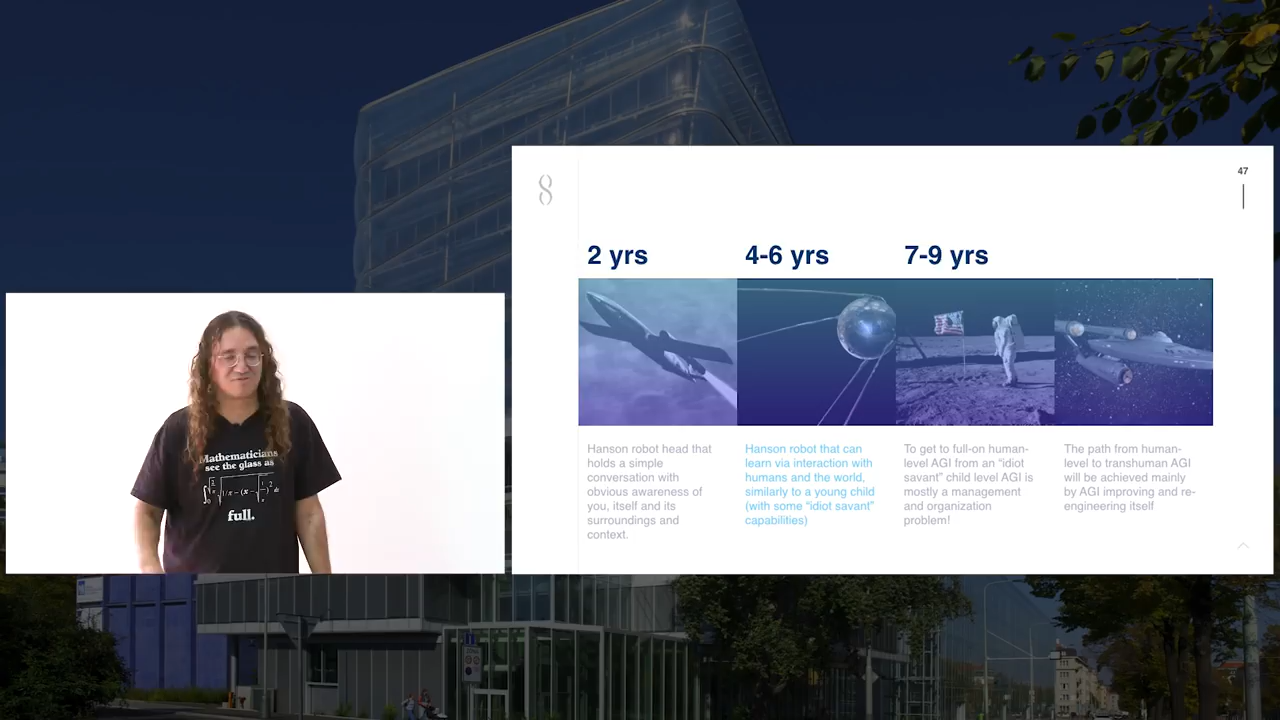 47
2 yrs
4-6 yrs
7-9 yrs
Hanson robot head that
holds a simple
conversation with
obvious awareness of
you, itself and its
surroundings and
context.
Hanson robot that can
learn via interaction with
humans and the world,
similarly to a young child
(with some “idiot savant”
capabilities)
To get to full-on human-
level AGI from an “idiot
savant” child level AGI is
mostly a management
and organization
problem!
The path from human-
level to transhuman AGI
will be achieved mainly
by AGI improving and re-
engineering itself
Mathematicians
see the glass as
full.